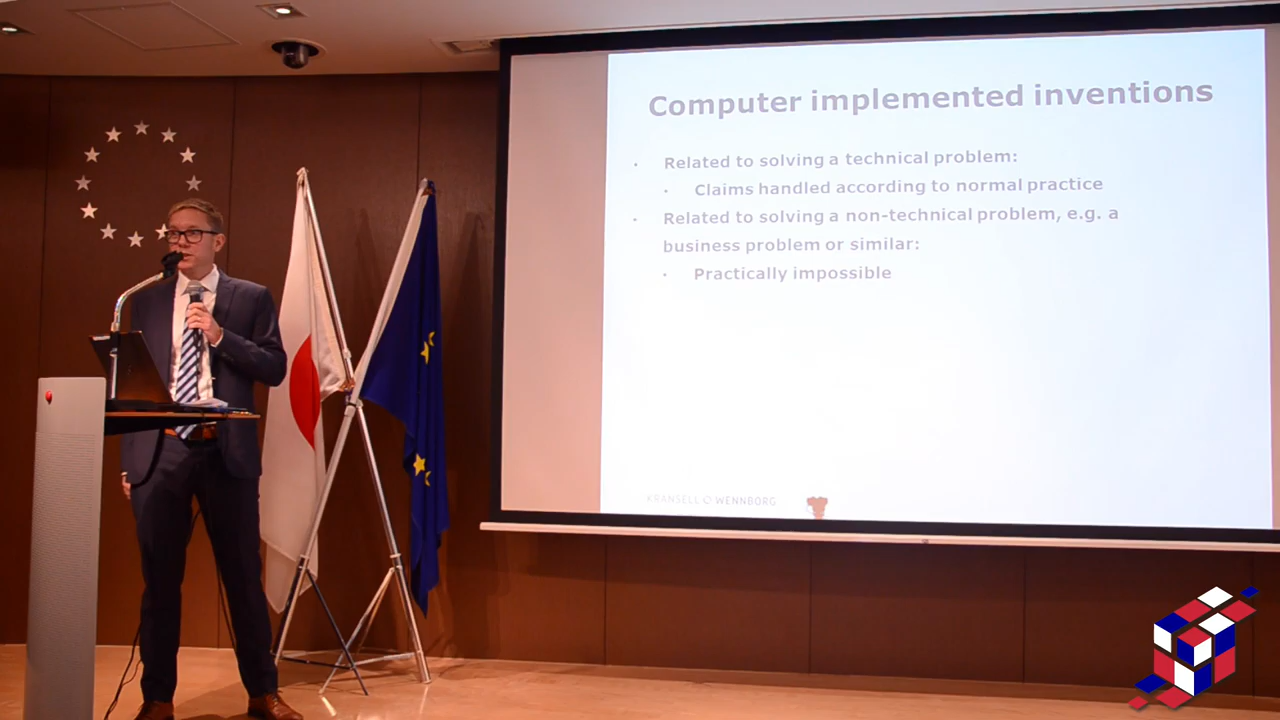 Computer implemented inventions
· Related to solving a technical problem:
· Claims handled according to normal practice
· Related to solving a non-technical problem, e.g. a
business problem or similar:
· Practically impossible
KRANSELL & WENNBORG